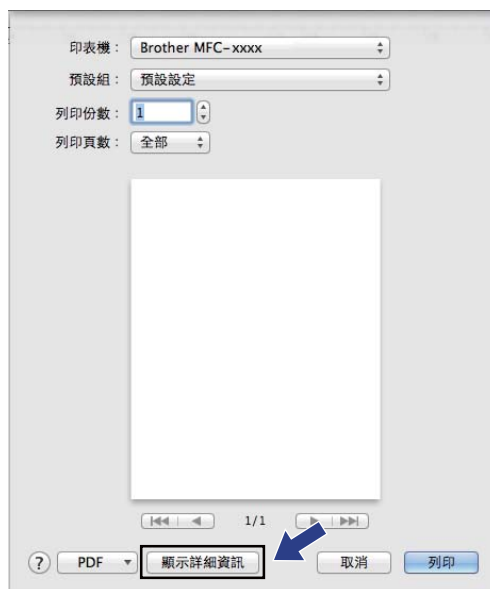 印表機： Brother MFC-xxxx
預設組： 預設設定
列印份數： 1
列印頁數： 全部
1/1
? PDF 顯示詳細資訊 取消 列印